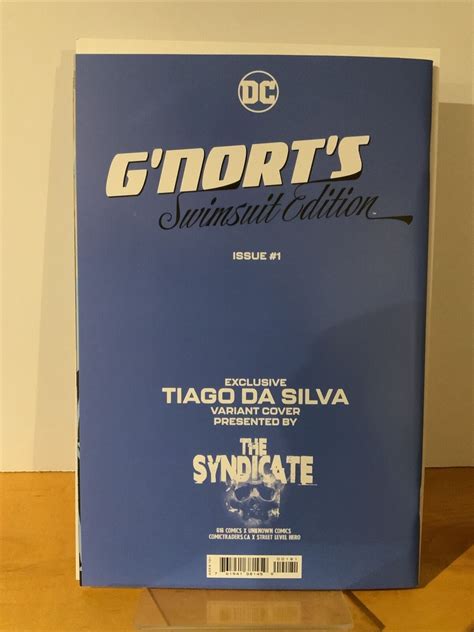 DC
G'NORT'S
Swimsuit Edition
ISSUE #1
EXCLUSIVE
TIAGO DA SILVA
VARIANT COVER
PRESENTED BY
THE
SYNDICATE
616 COMICS X UNKNOWN COMICS
COMICTRADERS.CA X STREET LEVEL HERO